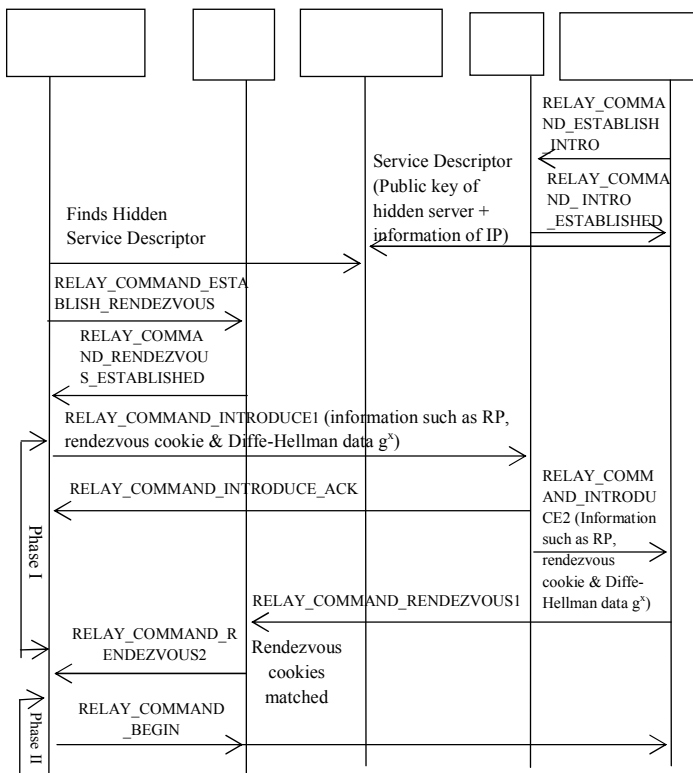 RELAY_COMMA
ND_ESTABLISH
_INTRO
Service Descriptor
(Public key of
hidden server +
information of IP)
RELAY_COMMA
ND_ INTRO
_ESTABLISHED
Finds Hidden
Service Descriptor
RELAY_COMMAND_ESTA
BLISH_RENDEZVOUS
RELAY_COMMA
ND_RENDEZVOU
S_ESTABLISHED
RELAY_COMMAND_INTRODUCE1 (information such as RP,
rendezvous cookie & Diffe-Hellman data gˣ)
RELAY_COMMAND_INTRODUCE_ACK
RELAY_COMM
AND_INTRODU
CE2 (Information
such as RP,
rendezvous
cookie & Diffe-
Hellman data gˣ)
Phase I
RELAY_COMMAND_RENDEZVOUS1
RELAY_COMMAND_R
ENDEZVOUS2
Rendezvous
cookies
matched
Phase II
RELAY_COMMAND
_BEGIN